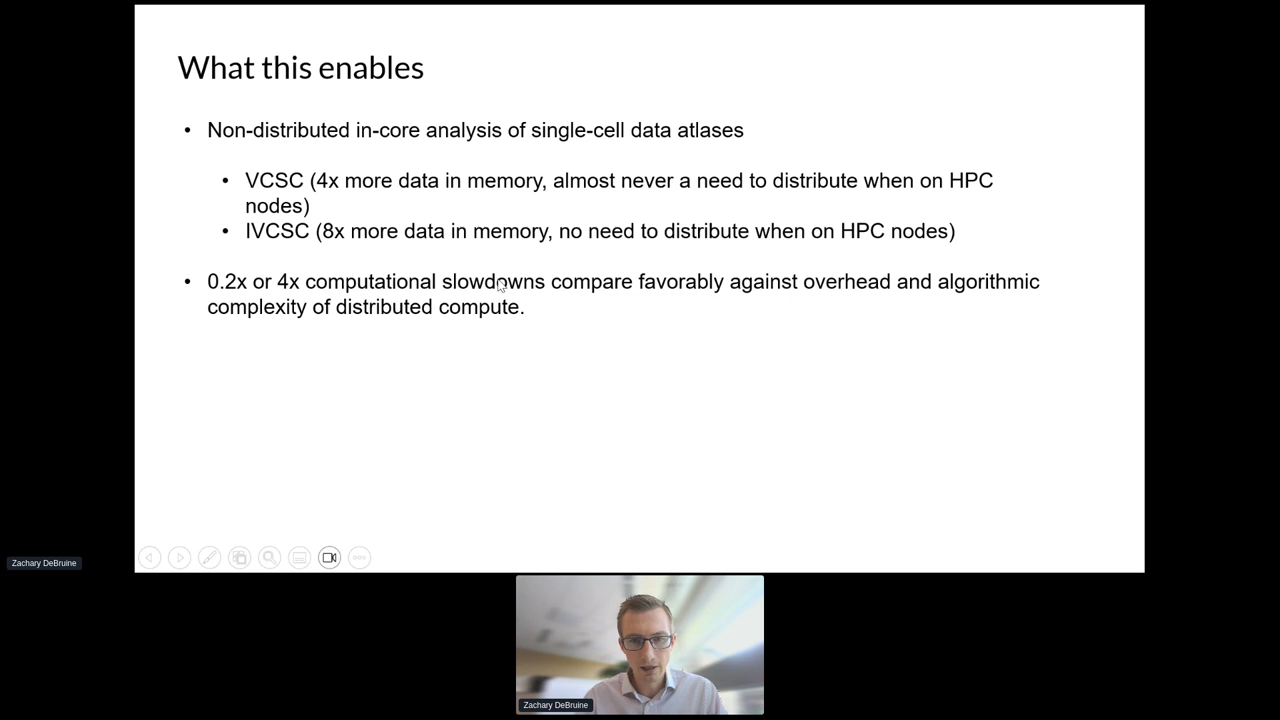 What this enables
• Non-distributed in-core analysis of single-cell data atlases
• VCSC (4x more data in memory, almost never a need to distribute when on HPC
nodes)
• IVCSC (8x more data in memory, no need to distribute when on HPC nodes)
• 0.2x or 4x computational slowdowns compare favorably against overhead and algorithmic
complexity of distributed compute.
Zachary DeBruine
Zachary DeBruine